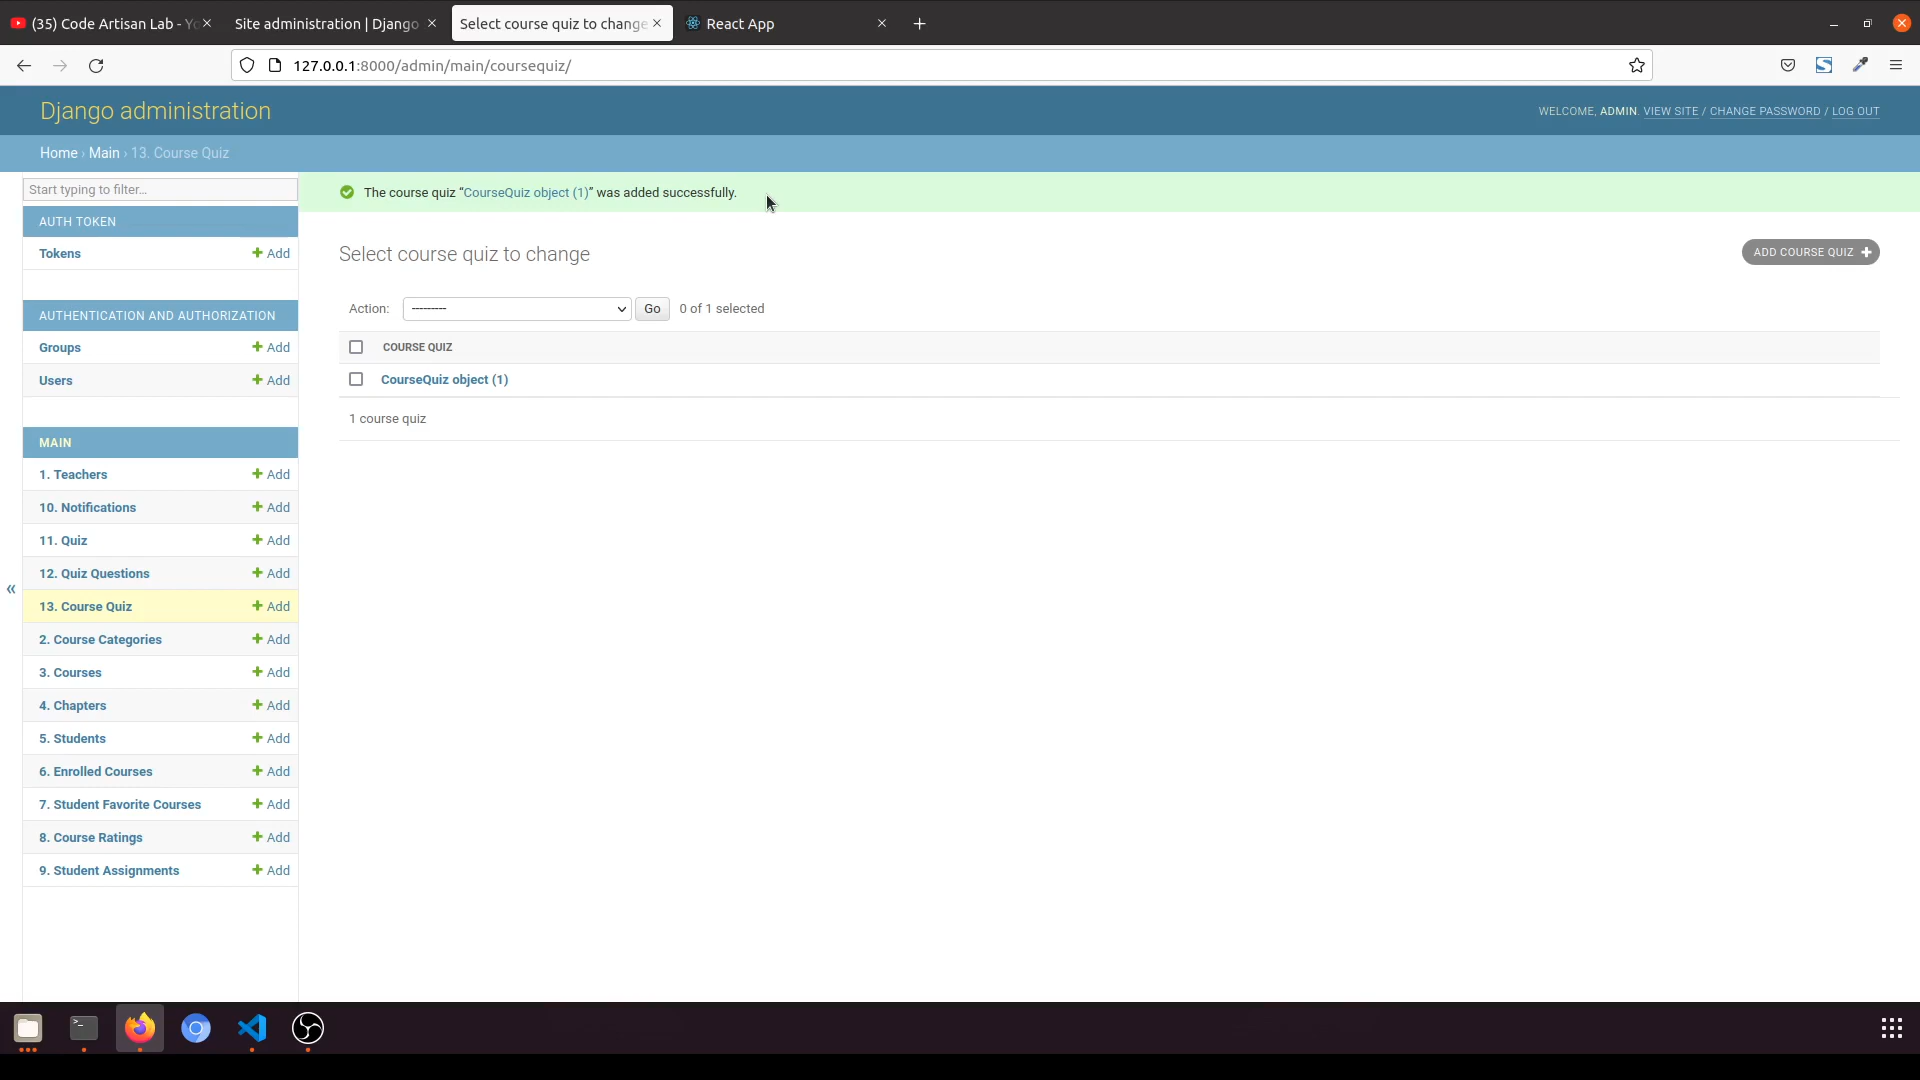 (35) Code Artisan Lab - Yo
Site administration | Django
Select course quiz to change
React App
127.0.0.1:8000/admin/main/coursequiz/
Django administration
WELCOME, ADMIN. VIEW SITE / CHANGE PASSWORD / LOG OUT
Home › Main › 13. Course Quiz
Start typing to filter...
The course quiz “CourseQuiz object (1)” was added successfully.
AUTH TOKEN
Tokens
Add
Select course quiz to change
ADD COURSE QUIZ
Action:
---------
Go
0 of 1 selected
AUTHENTICATION AND AUTHORIZATION
Groups
Add
Users
Add
COURSE QUIZ
CourseQuiz object (1)
1 course quiz
MAIN
1. Teachers
Add
10. Notifications
Add
11. Quiz
Add
12. Quiz Questions
Add
13. Course Quiz
Add
2. Course Categories
Add
3. Courses
Add
4. Chapters
Add
5. Students
Add
6. Enrolled Courses
Add
7. Student Favorite Courses
Add
8. Course Ratings
Add
9. Student Assignments
Add